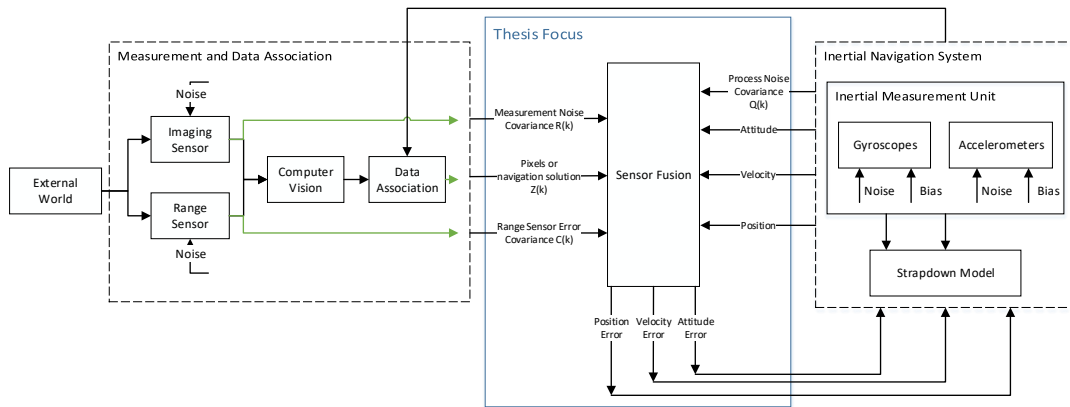 Thesis Focus
Measurement and Data Association
Noise
Imaging
Sensor
External
World
Range
Sensor
Noise
Computer
Vision
Data
Association
Measurement Noise
Covariance R(k)
Pixels or
navigation solution
Z(k)
Range Sensor Error
Covariance C(k)
Sensor Fusion
Process Noise
Covariance
Q(k)
Attitude
Velocity
Position
Position
Error
Velocity
Error
Attitude
Error
Inertial Navigation System
Inertial Measurement Unit
Gyroscopes
Accelerometers
Noise
Bias
Noise
Bias
Strapdown Model